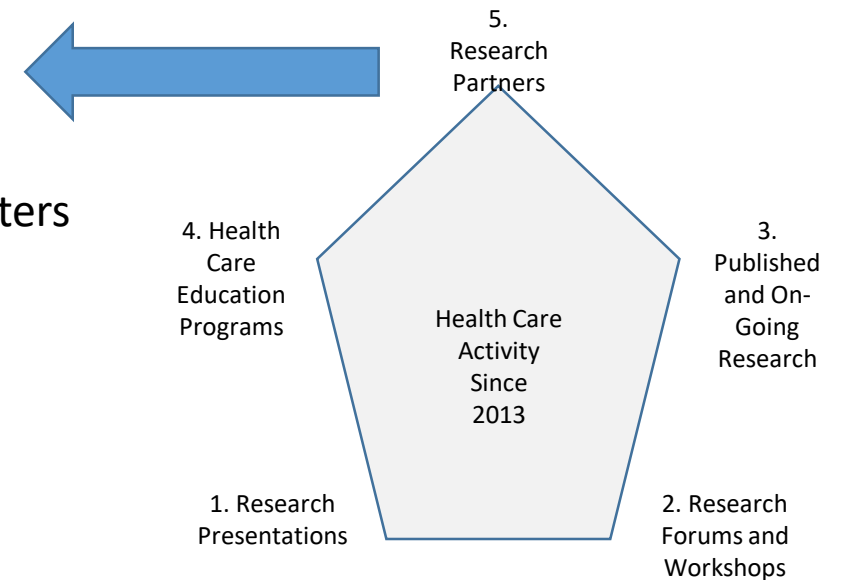 5.
Research
Partners
ters
4. Health
Care
Education
Programs
3.
Published
and On-
Going
Research
Health Care
Activity
Since
2013
1. Research
Presentations
2. Research
Forums and
Workshops